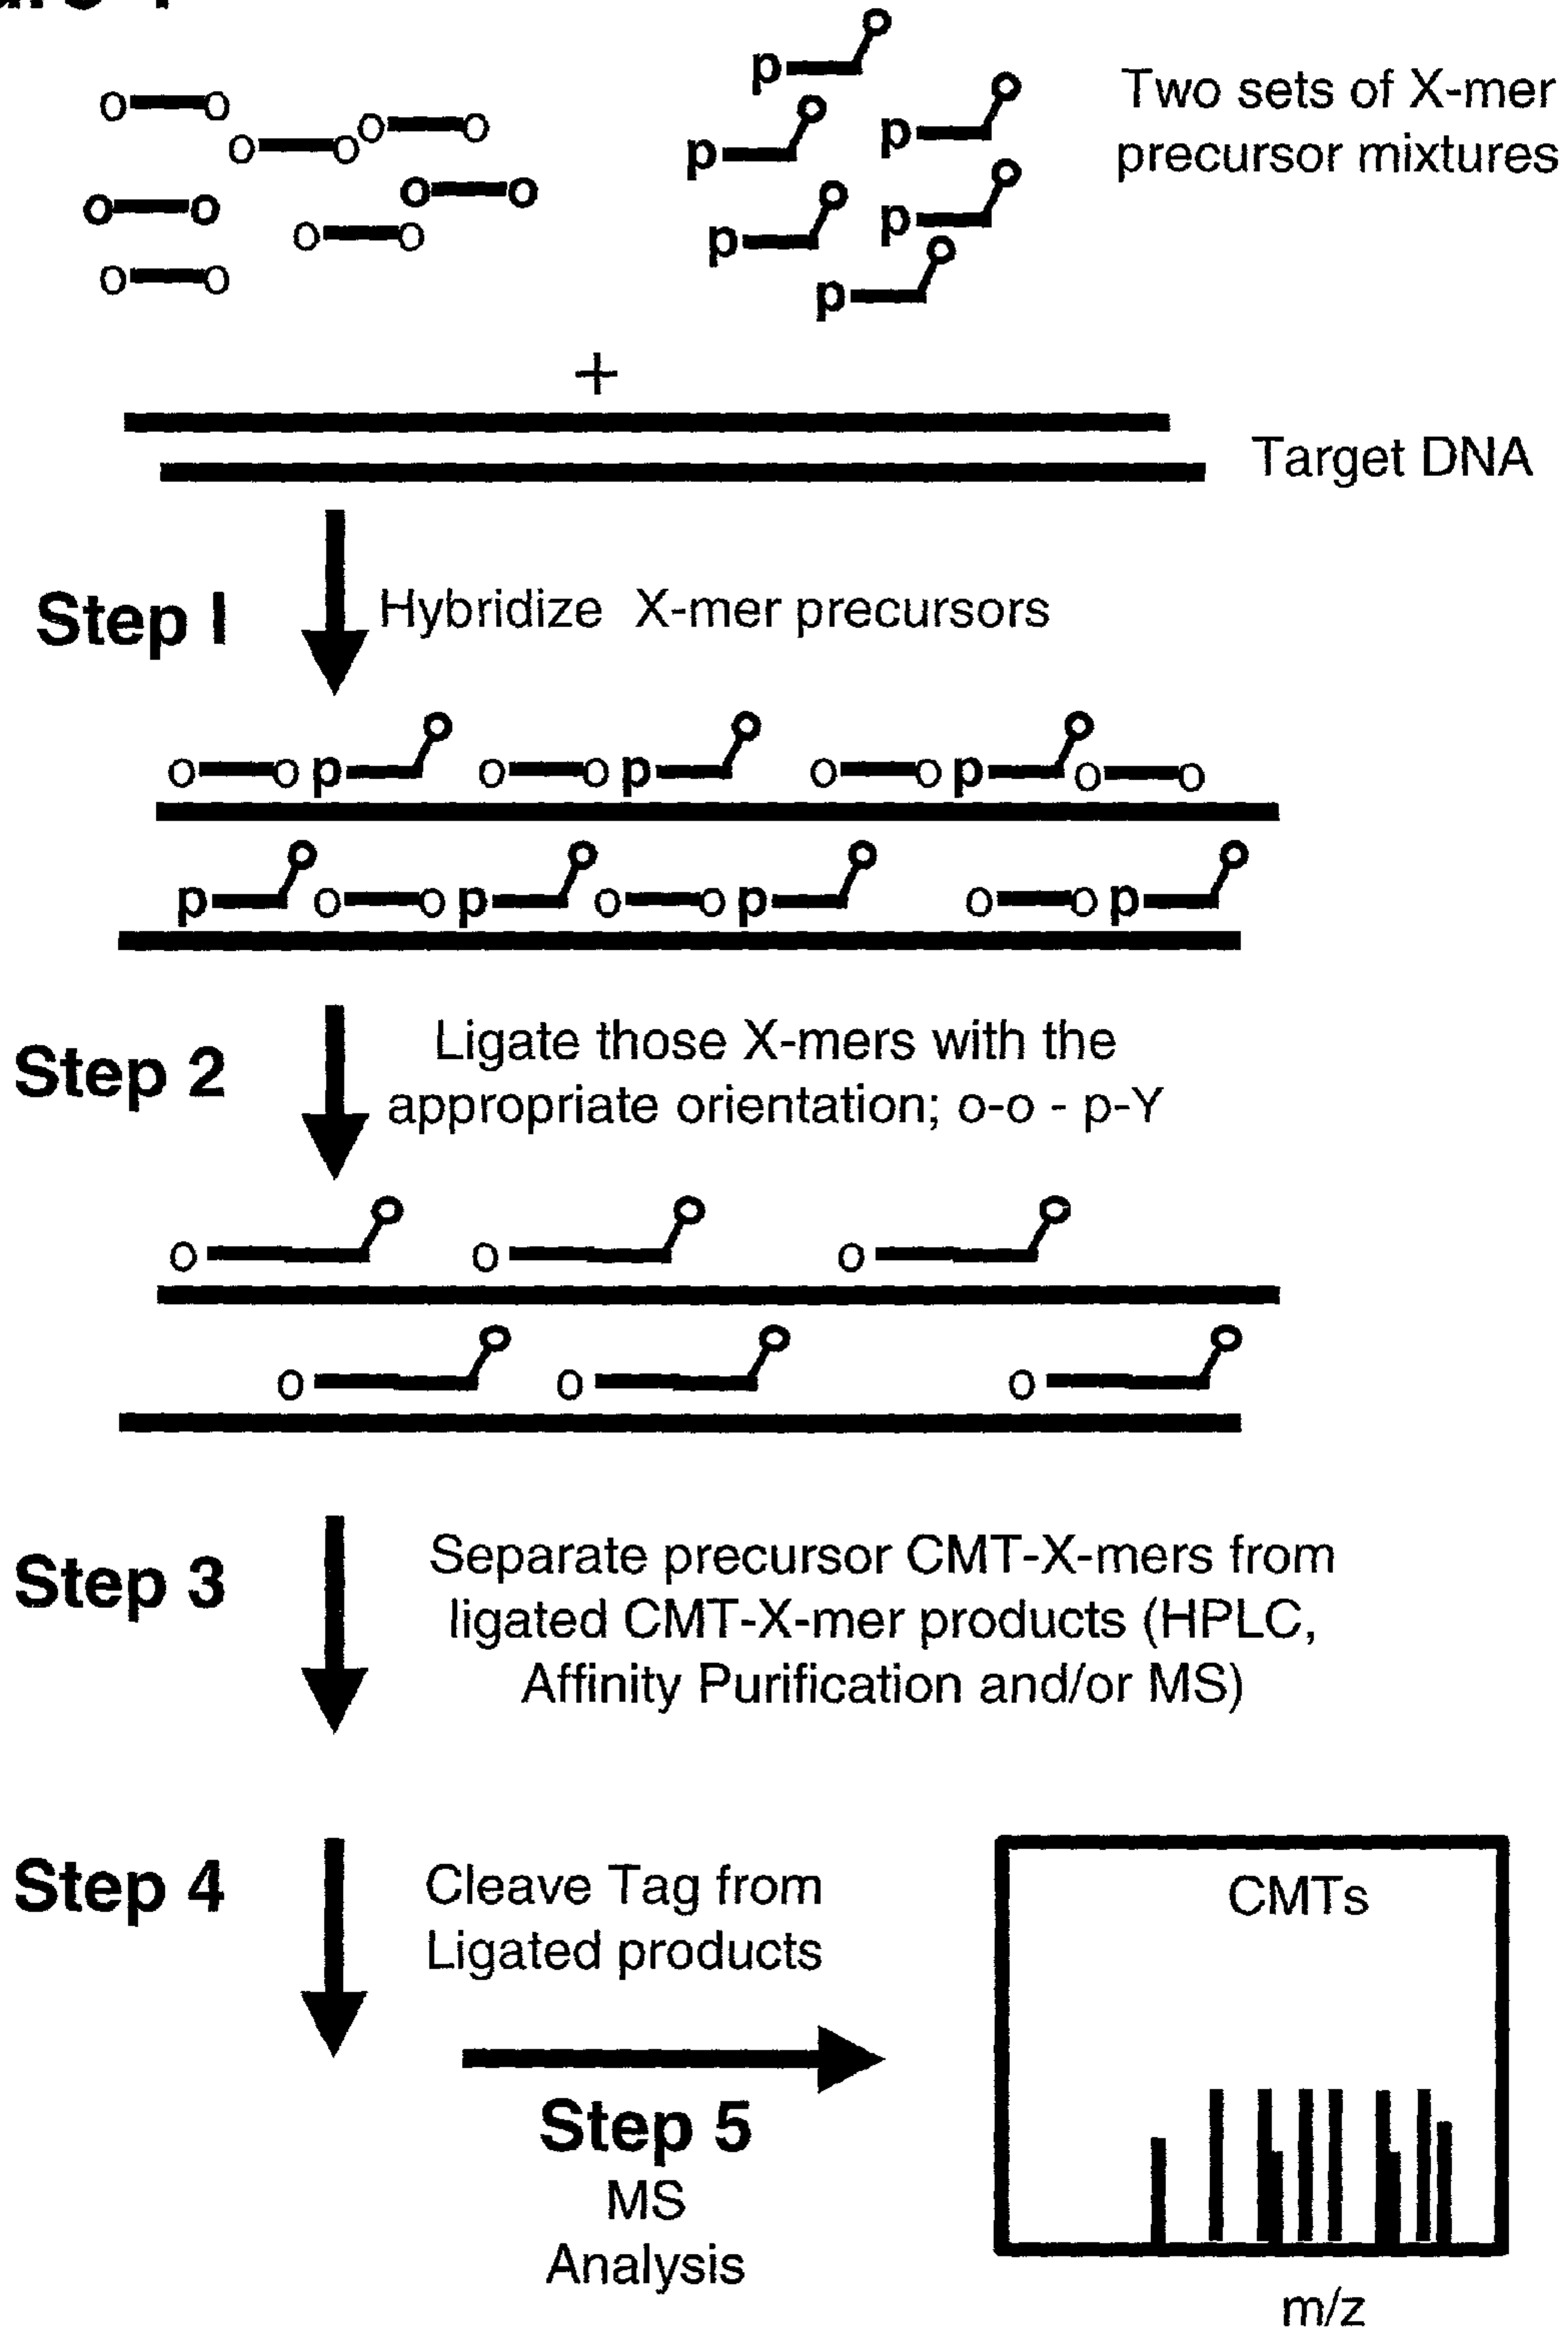 Two sets of X-mer
precursor mixtures
p
p
p
p
p
p
+
Target DNA
Step I
Hybridize X-mer precursors
o o p o o p o o p o o
p o o p o o p o o p
Step 2
Ligate those X-mers with the
appropriate orientation; o-o - p-Y
o o o
o o o
Step 3
Separate precursor CMT-X-mers from
ligated CMT-X-mer products (HPLC,
Affinity Purification and/or MS)
Step 4
Cleave Tag from
Ligated products
CMTs
Step 5
MS
Analysis
m/z